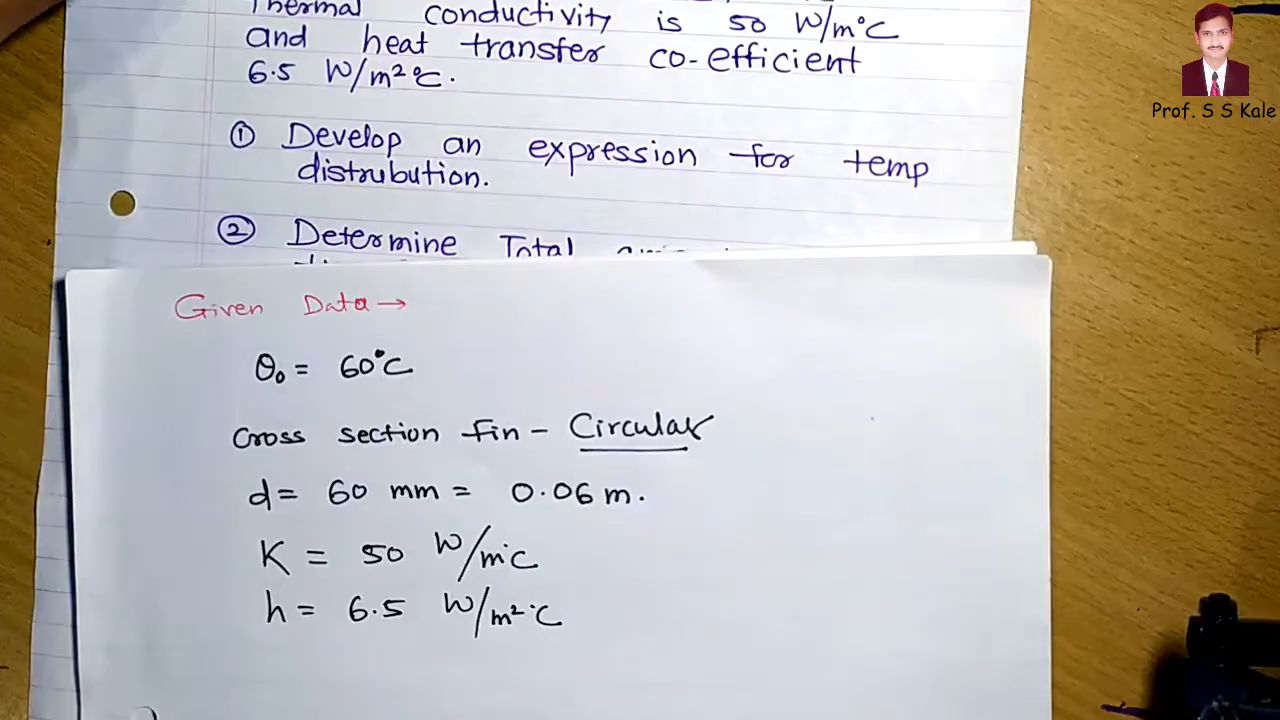 Thermal conductivity is 50 W/m°C
and heat transfer co-efficient
6.5 W/m²°C.
① Develop an expression for temp
distrubution.
② Determine Total
Given Data →
θ₀ = 60°C
Cross section fin - Circular
d = 60 mm = 0.06 m.
K = 50 W/m°C
h = 6.5 W/m²°C
Prof. S S Kale